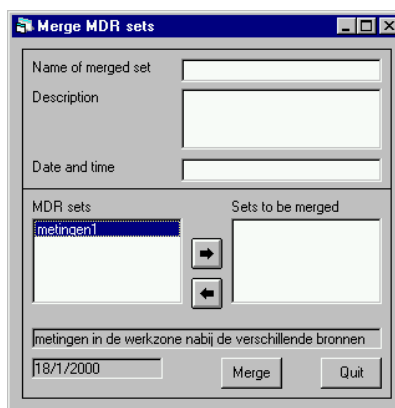 Merge MDR sets
Name of merged set
Description
Date and time
MDR sets
Sets to be merged
metingen1
metingen in de werkzone nabij de verschillende bronnen
18/1/2000
Merge
Quit